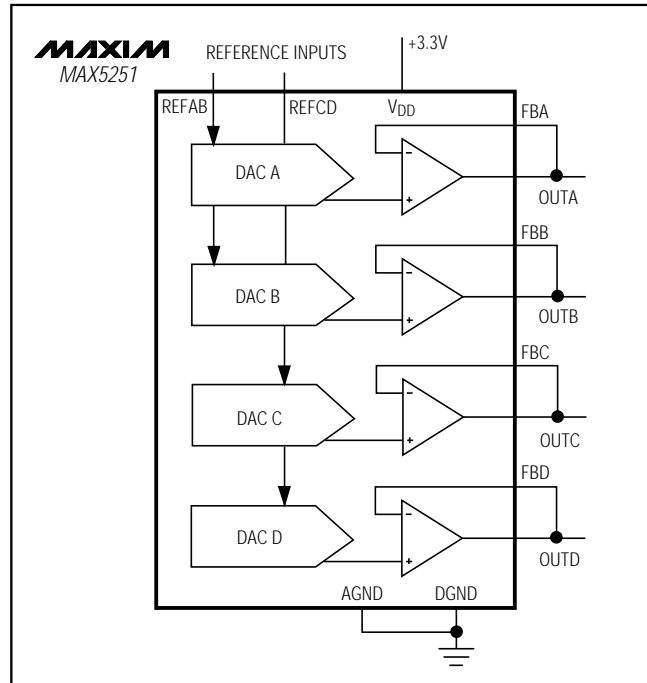 MAXIM
MAX5251
REFERENCE INPUTS
+3.3V
REFAB
REFCD
VDD
FBA
DAC A
-
+
OUTA
FBB
DAC B
-
+
OUTB
FBC
DAC C
-
+
OUTC
FBD
DAC D
-
+
OUTD
AGND
DGND